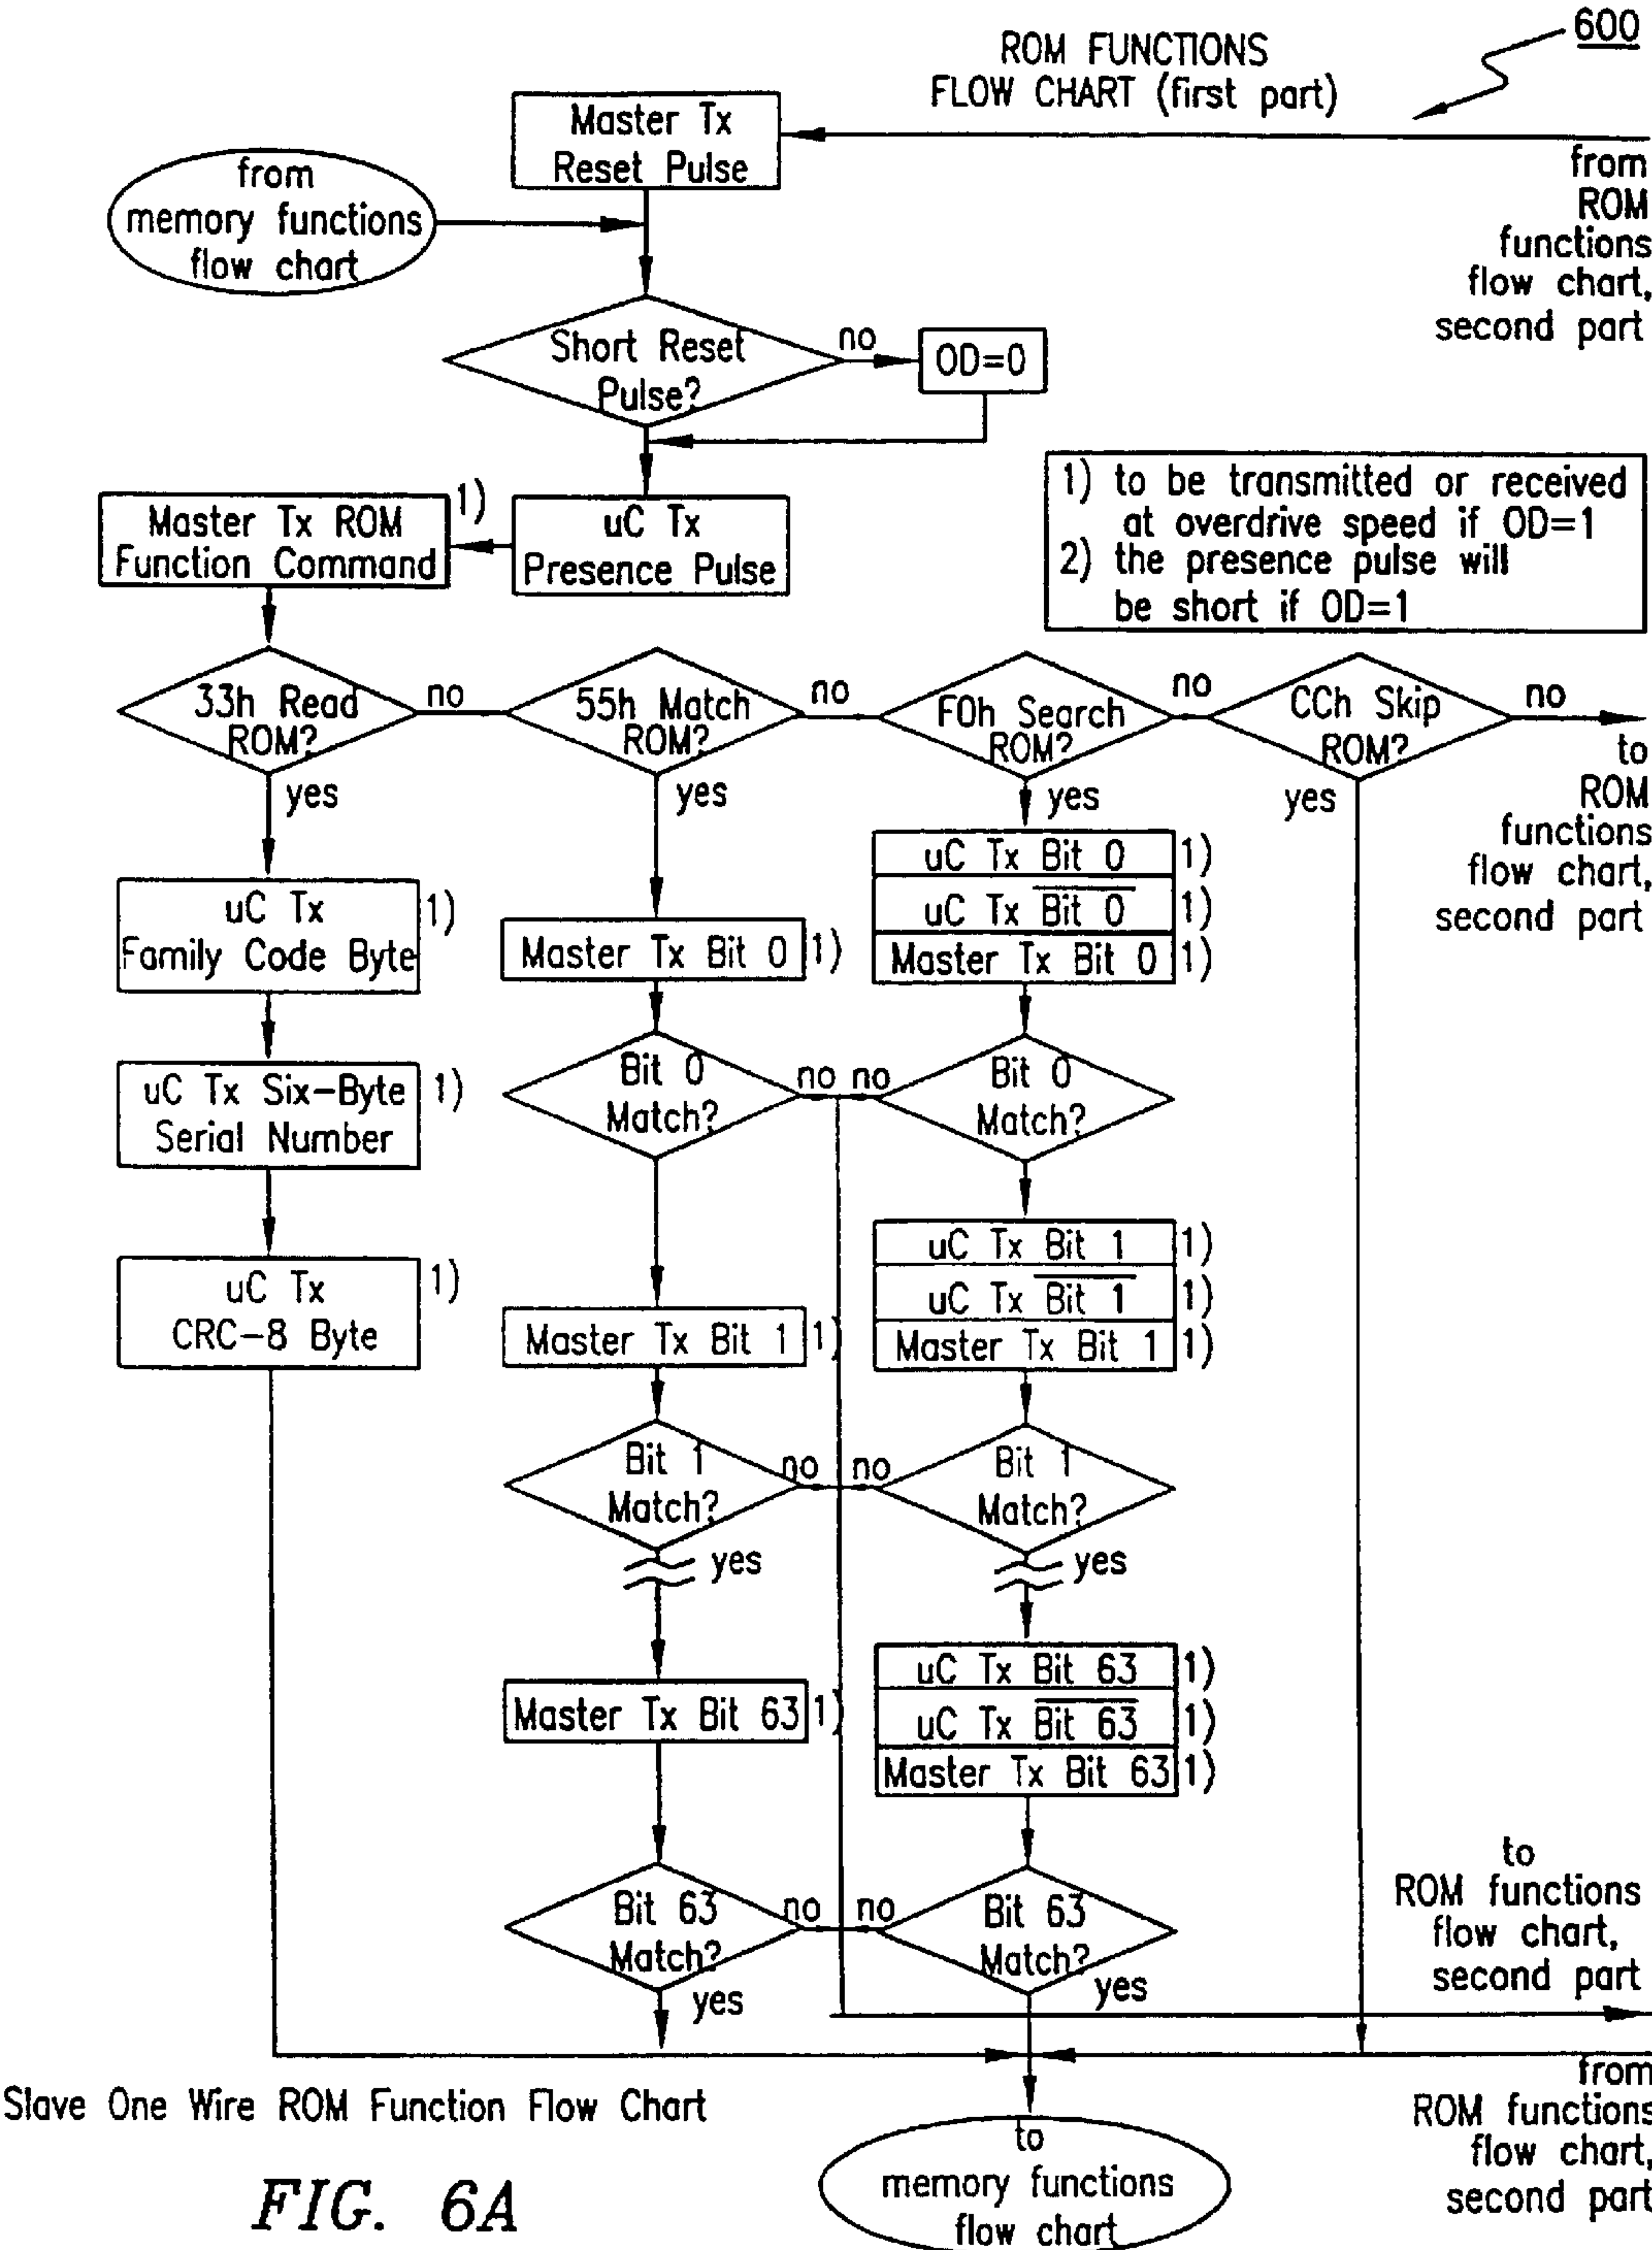 600
ROM FUNCTIONS
FLOW CHART (first part)
Master Tx
Reset Pulse
from
ROM
functions
flow chart,
second part
from
memory functions
flow chart
Short Reset
Pulse?
no
OD=0
1) to be transmitted or received
at overdrive speed if OD=1
2) the presence pulse will
be short if OD=1
Master Tx ROM
Function Command
1)
uC Tx
Presence Pulse
33h Read
ROM?
no
55h Match
ROM?
no
F0h Search
ROM?
no
CCh Skip
ROM?
no
to
ROM
functions
flow chart,
second part
yes
yes
yes
yes
uC Tx
Family Code Byte
1)
uC Tx Six-Byte
Serial Number
1)
uC Tx
CRC-8 Byte
1)
Master Tx Bit 0 1)
Bit 0
Match?
no
Master Tx Bit 1 1)
Bit 1
Match?
no
yes
Master Tx Bit 63 1)
Bit 63
Match?
no
yes
uC Tx Bit 0 1)
uC Tx B̅i̅t̅ ̅0̅ 1)
Master Tx Bit 0 1)
no
Bit 0
Match?
uC Tx Bit 1 1)
uC Tx B̅i̅t̅ ̅1̅ 1)
Master Tx Bit 1 1)
no
Bit 1
Match?
yes
uC Tx Bit 63 1)
uC Tx B̅i̅t̅ ̅6̅3̅ 1)
Master Tx Bit 63 1)
no
Bit 63
Match?
yes
to
ROM functions
flow chart,
second part
from
ROM functions
flow chart,
second part
to
memory functions
flow chart
Slave One Wire ROM Function Flow Chart
FIG. 6A